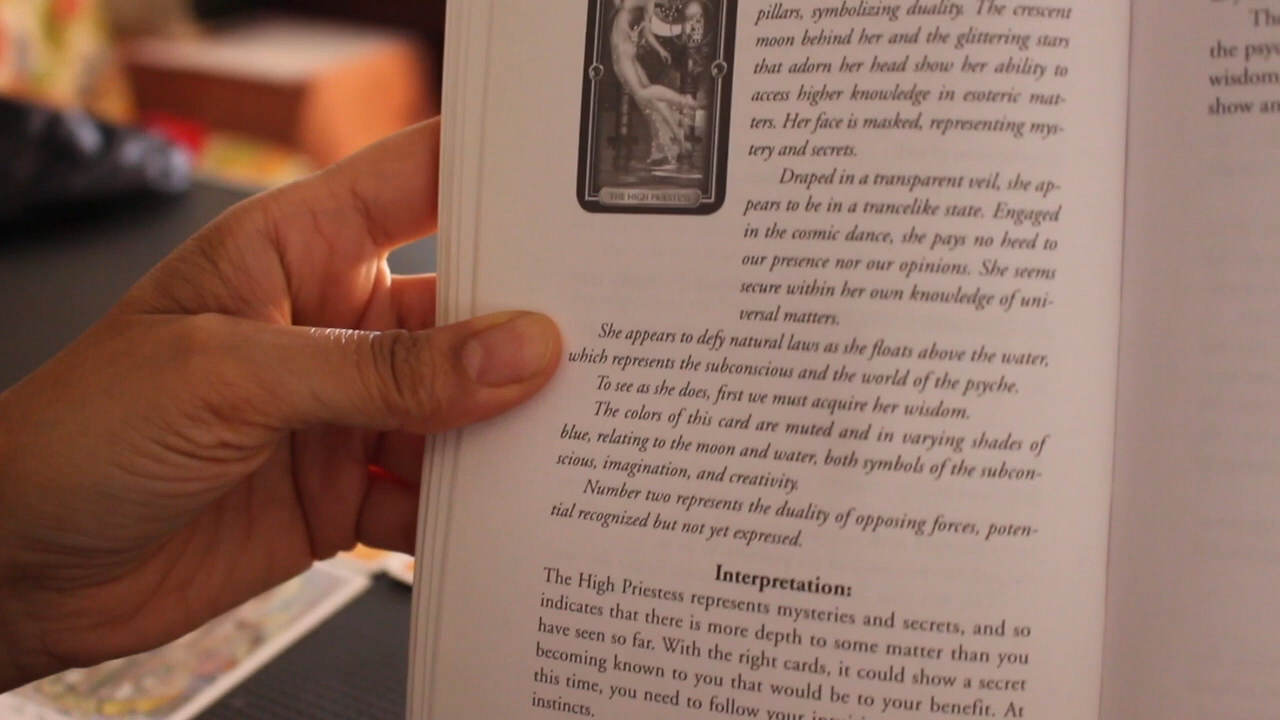 pillars, symbolizing duality. The crescent
moon behind her and the glittering stars
that adorn her head show her ability to
access higher knowledge in esoteric mat-
ters. Her face is masked, representing mys-
tery and secrets.
Draped in a transparent veil, she ap-
pears to be in a trancelike state. Engaged
in the cosmic dance, she pays no heed to
our presence nor our opinions. She seems
secure within her own knowledge of uni-
versal matters.
THE HIGH PRIESTESS
She appears to defy natural laws as she floats above the water,
which represents the subconscious and the world of the psyche.
To see as she does, first we must acquire her wisdom.
The colors of this card are muted and in varying shades of
blue, relating to the moon and water, both symbols of the subcon-
scious, imagination, and creativity.
Number two represents the duality of opposing forces, poten-
tial recognized but not yet expressed.
Interpretation:
The High Priestess represents mysteries and secrets, and so
indicates that there is more depth to some matter than you
have seen so far. With the right cards, it could show a secret
becoming known to you that would be to your benefit. At
this time, you need to follow your
instincts.
Th
the psy
wisdom
show an